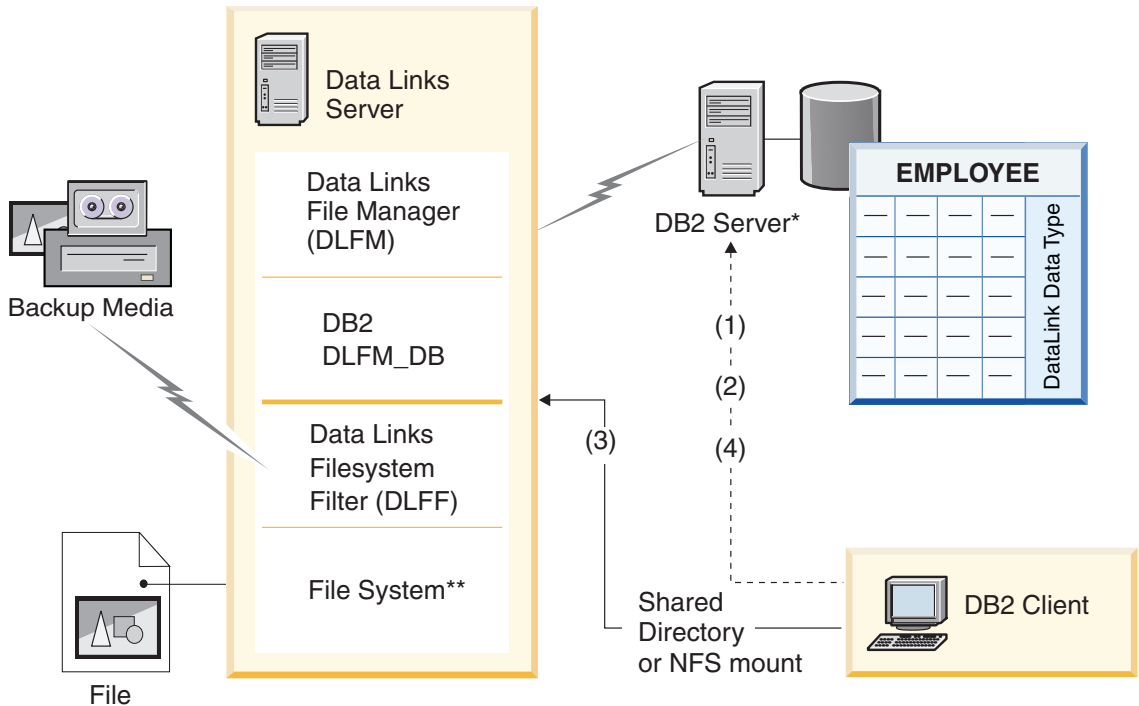 Data Links
Server
Data Links
File Manager
(DLFM)
DB2
DLFM_DB
Data Links
Filesystem
Filter (DLFF)
File System**
Backup Media
File
DB2 Server*
EMPLOYEE
DataLink Data Type
(1)
(2)
(4)
(3)
Shared
Directory
or NFS mount
DB2 Client